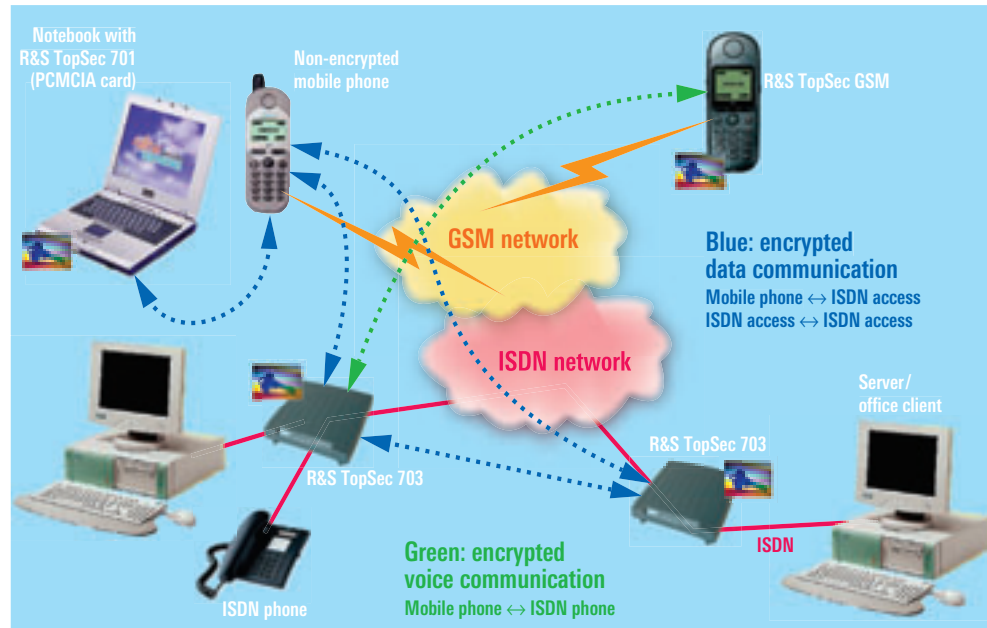 Notebook with
R&S TopSec 701
(PCMCIA card)
Non-encrypted
mobile phone
R&S TopSec GSM
GSM network
Blue: encrypted
data communication
Mobile phone ↔ ISDN access
ISDN access ↔ ISDN access
ISDN network
Server/
office client
R&S TopSec 703
R&S TopSec 703
ISDN
Green: encrypted
voice communication
Mobile phone ↔ ISDN phone
ISDN phone